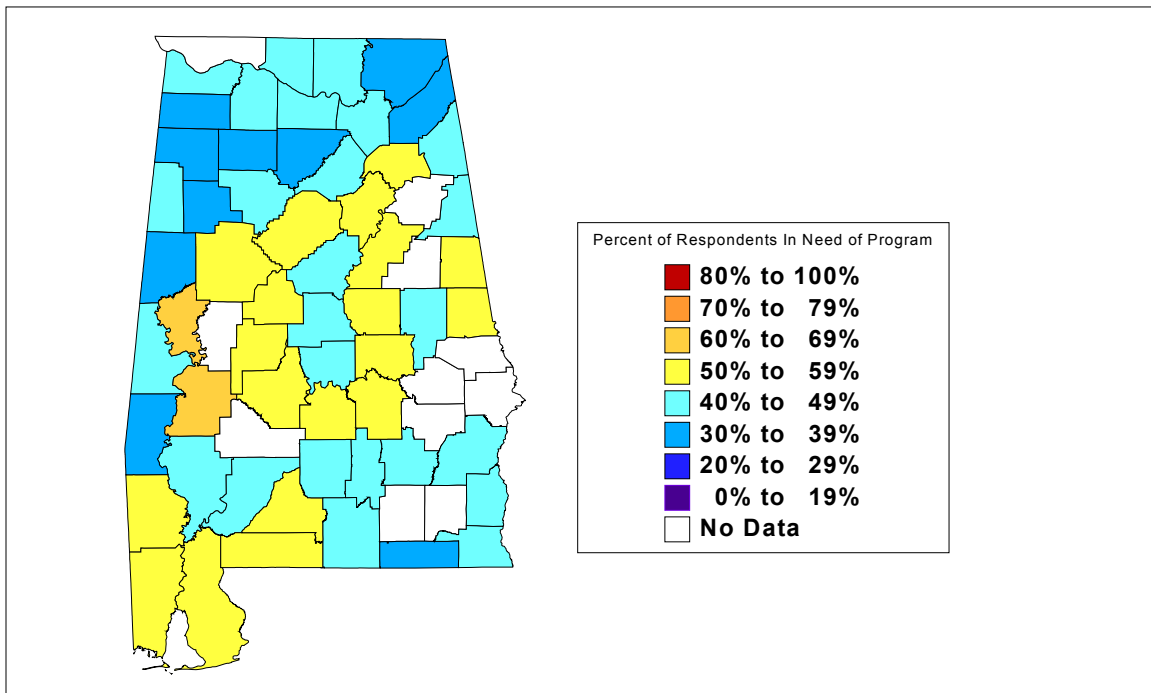 Percent of Respondents In Need of Program
80% to 100%
70% to 79%
60% to 69%
50% to 59%
40% to 49%
30% to 39%
20% to 29%
0% to 19%
No Data